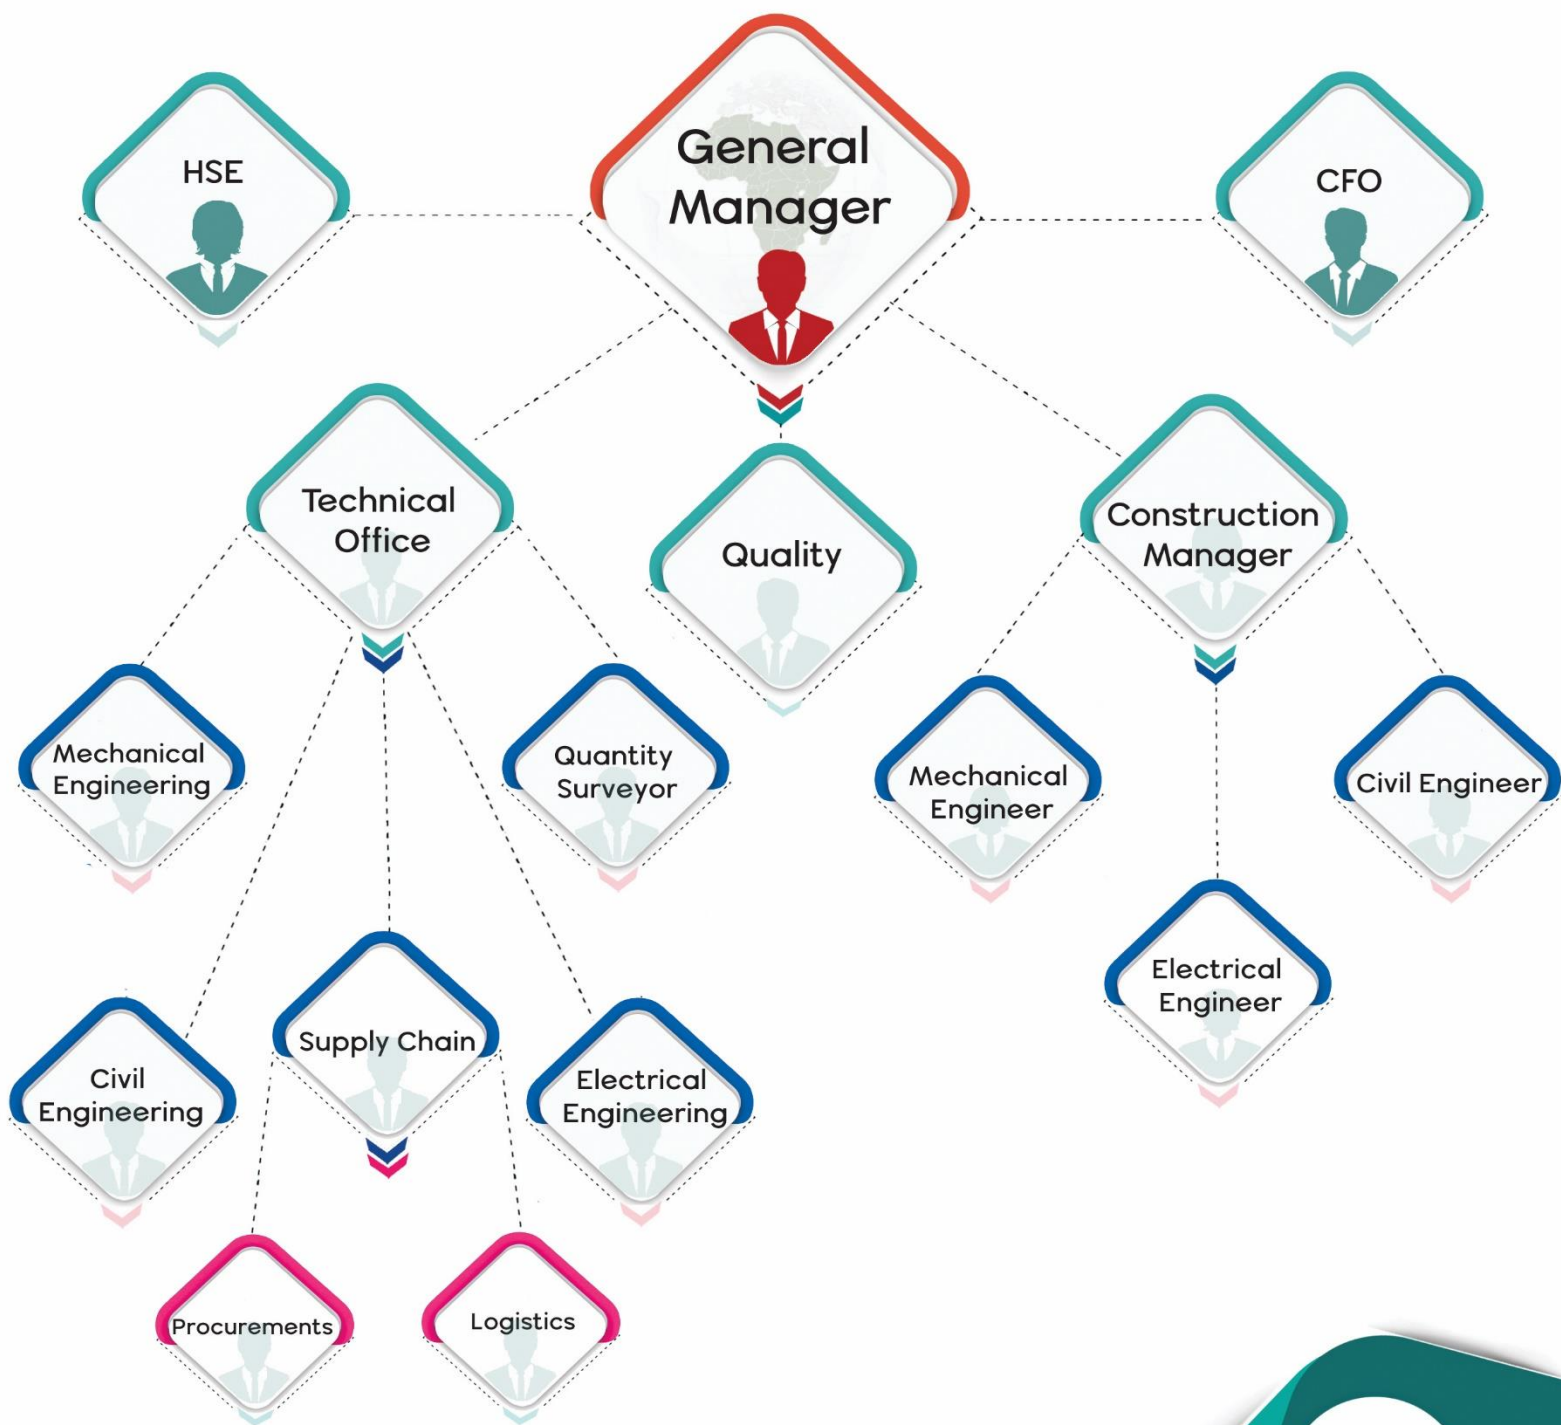 General
Manager
HSE
CFO
Technical
Office
Quality
Construction
Manager
Mechanical
Engineering
Quantity
Surveyor
Mechanical
Engineer
Civil Engineer
Electrical
Engineer
Civil
Engineering
Supply Chain
Electrical
Engineering
Procurements
Logistics